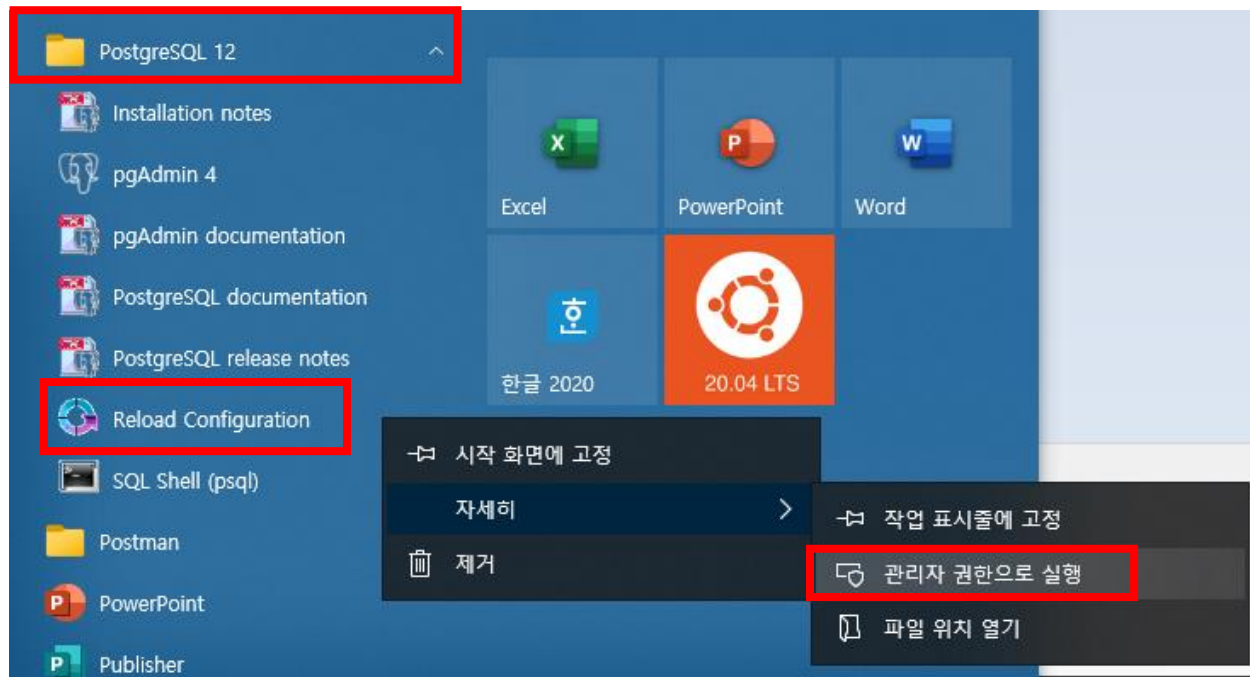 PostgreSQL 12
Installation notes
pgAdmin 4
pgAdmin documentation
PostgreSQL documentation
PostgreSQL release notes
Reload Configuration
SQL Shell (psql)
Postman
PowerPoint
Publisher
Excel
PowerPoint
Word
한글 2020
20.04 LTS
시작 화면에 고정
자세히
제거
작업 표시줄에 고정
관리자 권한으로 실행
파일 위치 열기